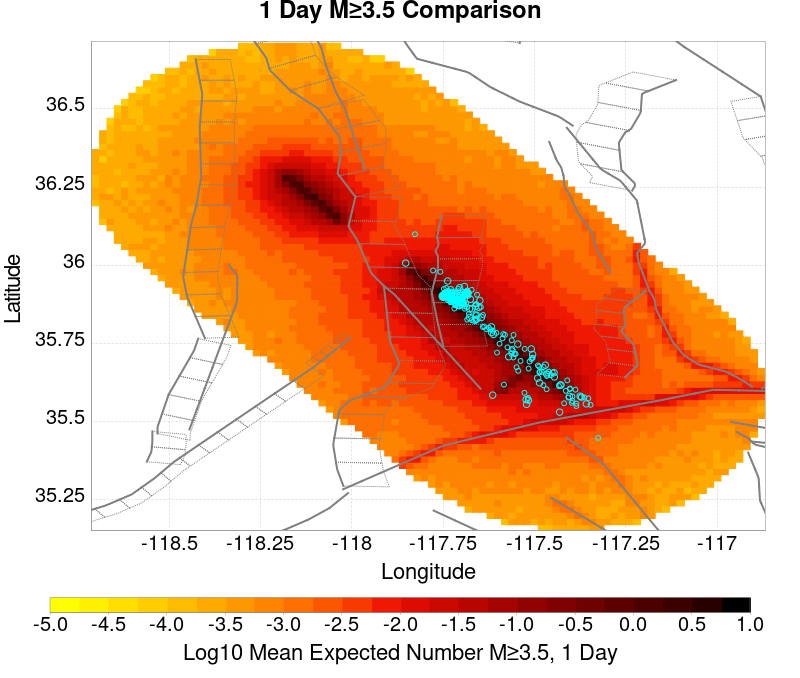 1 Day M≥3.5 Comparison
36.5
36.25
36
35.75
35.5
35.25
Latitude
-118.5 -118.25 -118 -117.75 -117.5 -117.25 -117
Longitude
-5.0 -4.5 -4.0 -3.5 -3.0 -2.5 -2.0 -1.5 -1.0 -0.5 0.0 0.5 1.0
Log10 Mean Expected Number M≥3.5, 1 Day